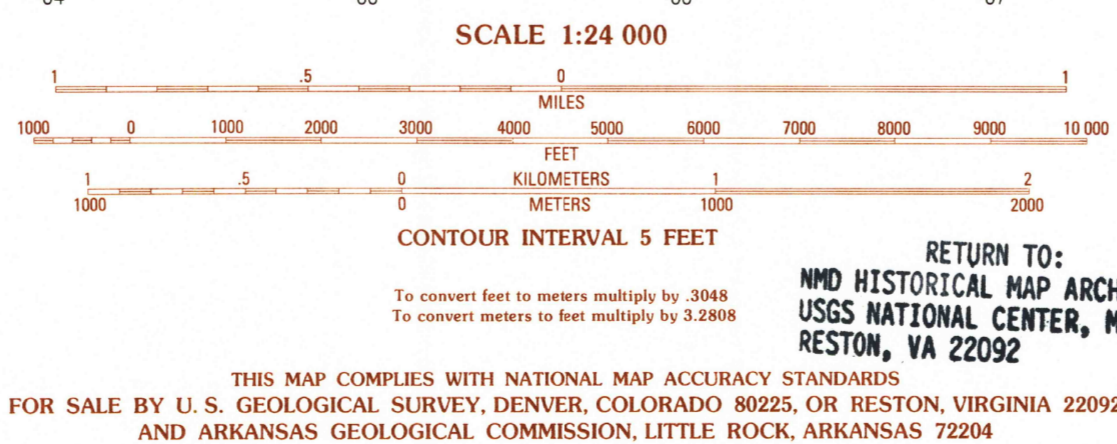 SCALE 1:24 000
1 .5 0 1
MILES
1000 0 1000 2000 3000 4000 5000 6000 7000 8000 9000 10 000
FEET
1 .5 0 KILOMETERS 1 2
1000 0 METERS 1000 2000
CONTOUR INTERVAL 5 FEET
To convert feet to meters multiply by .3048
To convert meters to feet multiply by 3.2808
RETURN TO:
NMD HISTORICAL MAP ARCH
USGS NATIONAL CENTER, M
RESTON, VA 22092
THIS MAP COMPLIES WITH NATIONAL MAP ACCURACY STANDARDS
FOR SALE BY U. S. GEOLOGICAL SURVEY, DENVER, COLORADO 80225, OR RESTON, VIRGINIA 22092
AND ARKANSAS GEOLOGICAL COMMISSION, LITTLE ROCK, ARKANSAS 72204